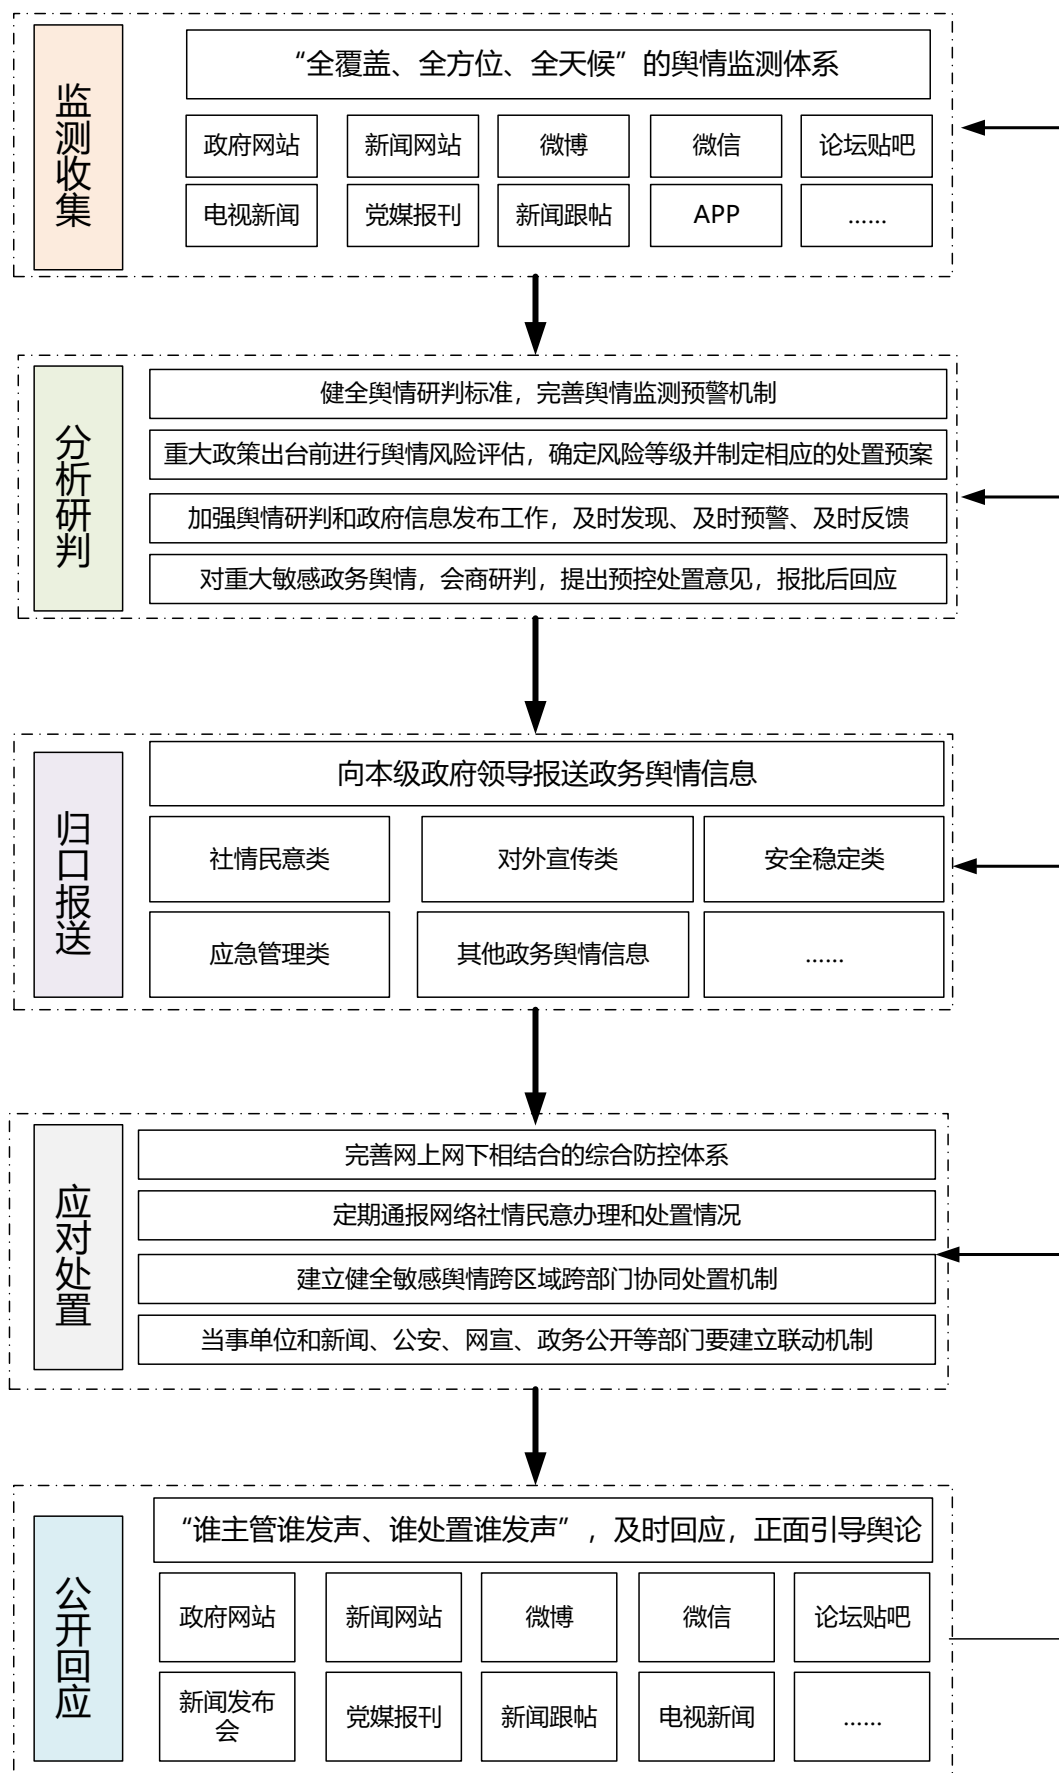 监测收集
“全覆盖、全方位、全天候”的舆情监测体系
政府网站
新闻网站
微博
微信
论坛贴吧
电视新闻
党媒报刊
新闻跟帖
APP
......
分析研判
健全舆情研判标准，完善舆情监测预警机制
重大政策出台前进行舆情风险评估，确定风险等级并制定相应的处置预案
加强舆情研判和政府信息发布工作，及时发现、及时预警、及时反馈
对重大敏感政务舆情，会商研判，提出预控处置意见，报批后回应
归口报送
向本级政府领导报送政务舆情信息
社情民意类
对外宣传类
安全稳定类
应急管理类
其他政务舆情信息
......
应对处置
完善网上网下相结合的综合防控体系
定期通报网络社情民意办理和处置情况
建立健全敏感舆情跨区域跨部门协同处置机制
当事单位和新闻、公安、网宣、政务公开等部门要建立联动机制
公开回应
“谁主管谁发声、谁处置谁发声”，及时回应，正面引导舆论
政府网站
新闻网站
微博
微信
论坛贴吧
新闻发布
会
党媒报刊
新闻跟帖
电视新闻
......